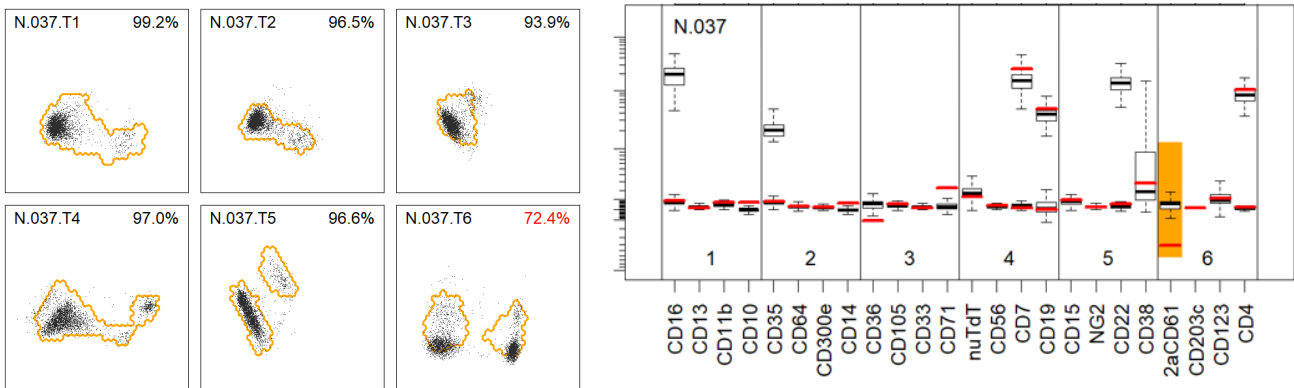 N.037.T1 99.2%
N.037.T2 96.5%
N.037.T3 93.9%
N.037.T4 97.0%
N.037.T5 96.6%
N.037.T6 72.4%
N.037
1 2 3 4 5 6
CD16
CD13
CD11b
CD10
CD35
CD64
CD300e
CD14
CD36
CD105
CD33
CD71
nuTdT
CD56
CD7
CD19
CD15
NG2
CD22
CD38
2aCD61
CD203c
CD123
CD4